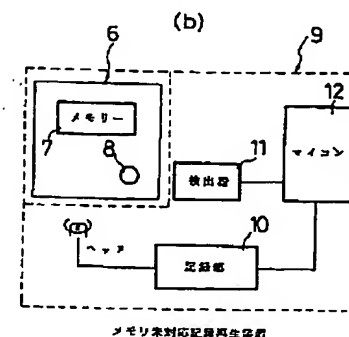 (b)
6
9
12
メモリー
7
8
11
検出器
マイコン
10
ヘッド
記録部
メモリ未対応記録再生装置